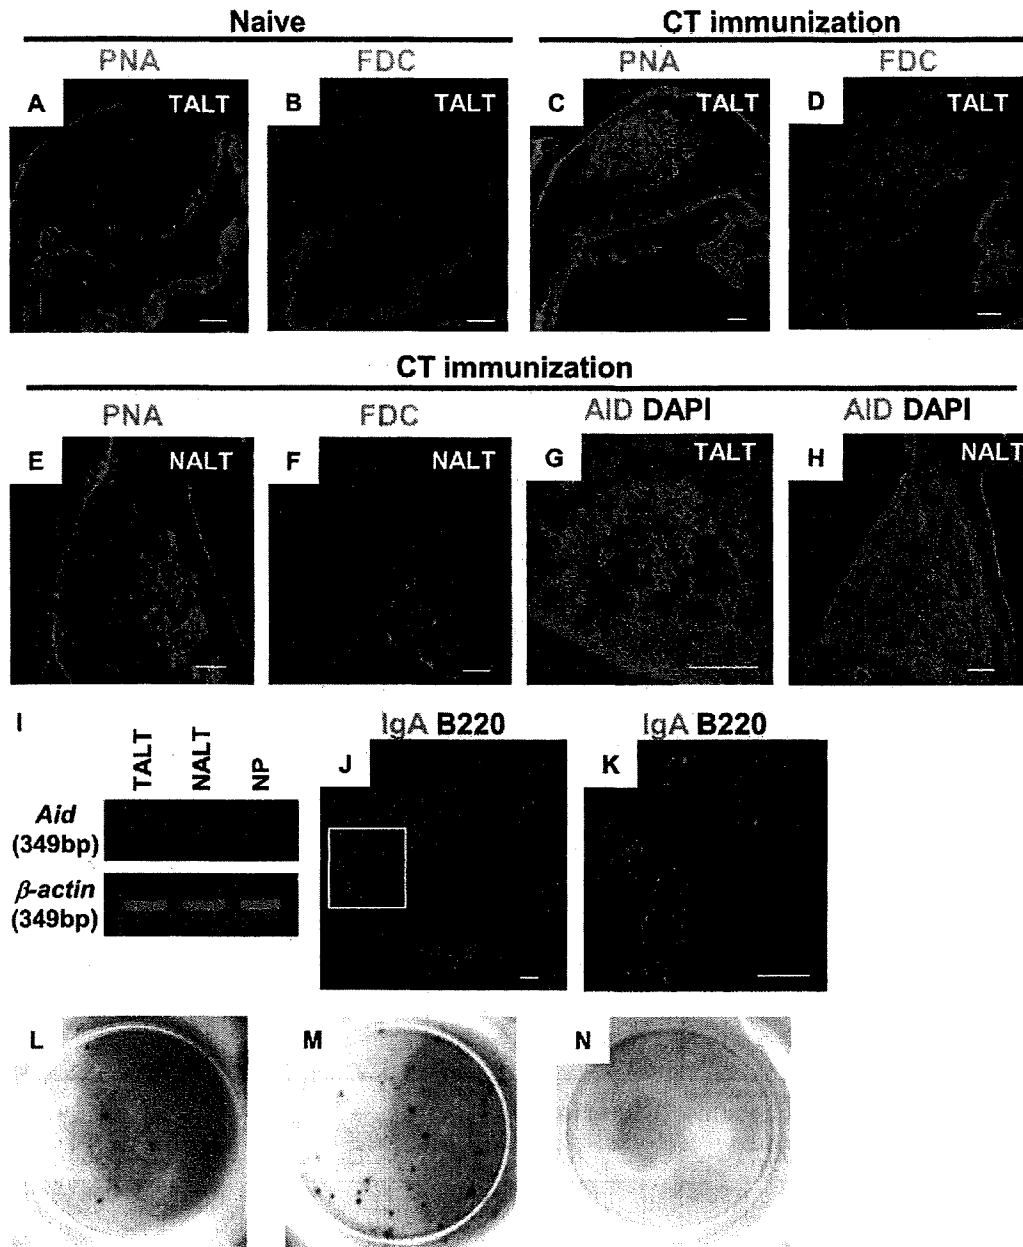 Naive CT immunization
PNA FDC PNA FDC
A TALT B TALT C TALT D TALT
CT immunization
PNA FDC AID DAPI AID DAPI
E NALT F NALT G TALT H NALT
I
TALT NALT NP
Aid
(349bp)
β-actin
(349bp)
IgA B220 IgA B220
J K
L M N